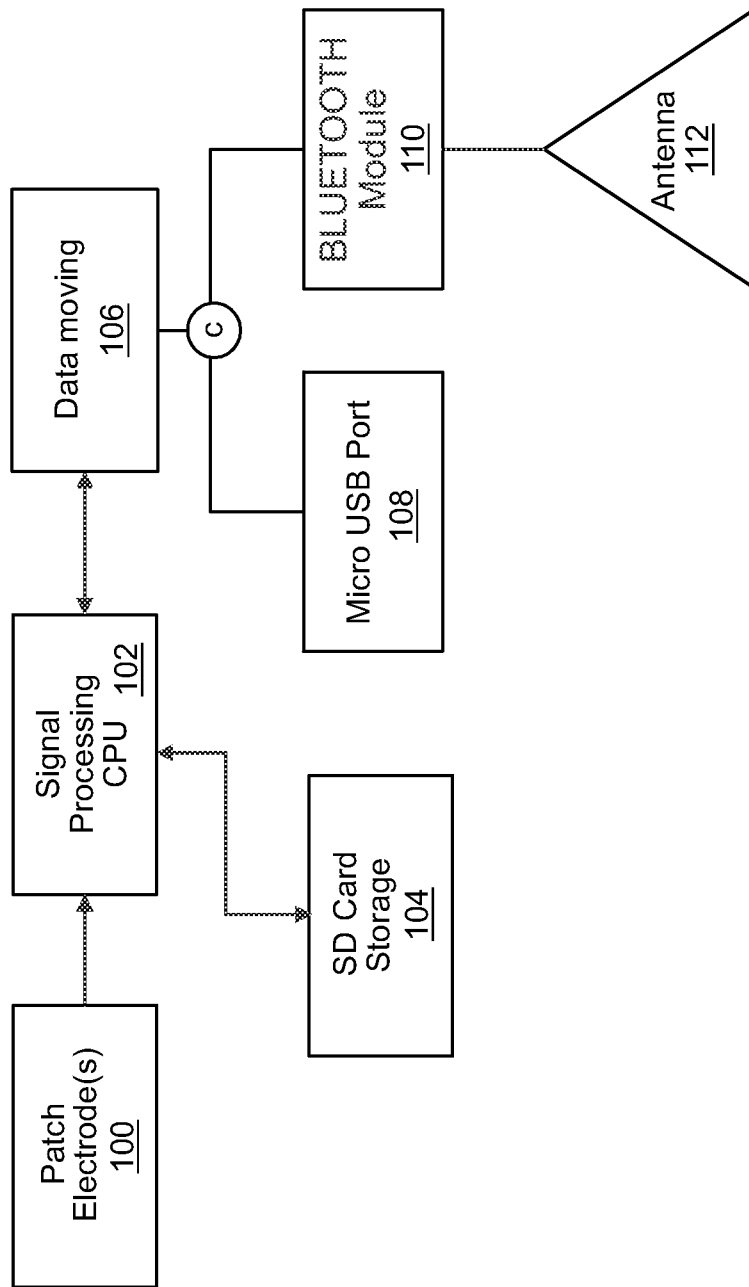 Patch
Electrode(s)
100
Signal
Processing
CPU 102
Data moving
106
SD Card
Storage
104
Micro USB Port
108
c
BLUETOOTH
Module
110
Antenna
112